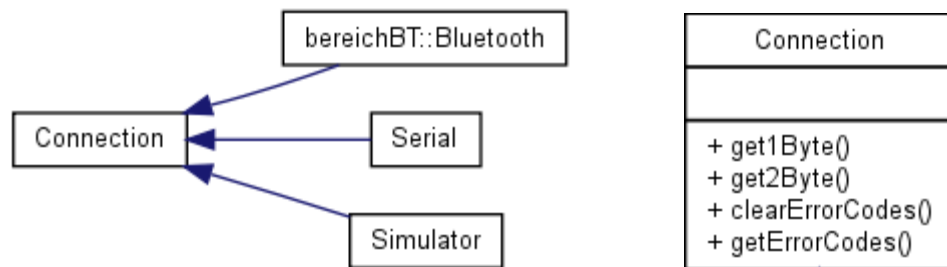 bereichBT::Bluetooth
Connection
Serial
Simulator
Connection
+ get1Byte()
+ get2Byte()
+ clearErrorCodes()
+ getErrorCodes()